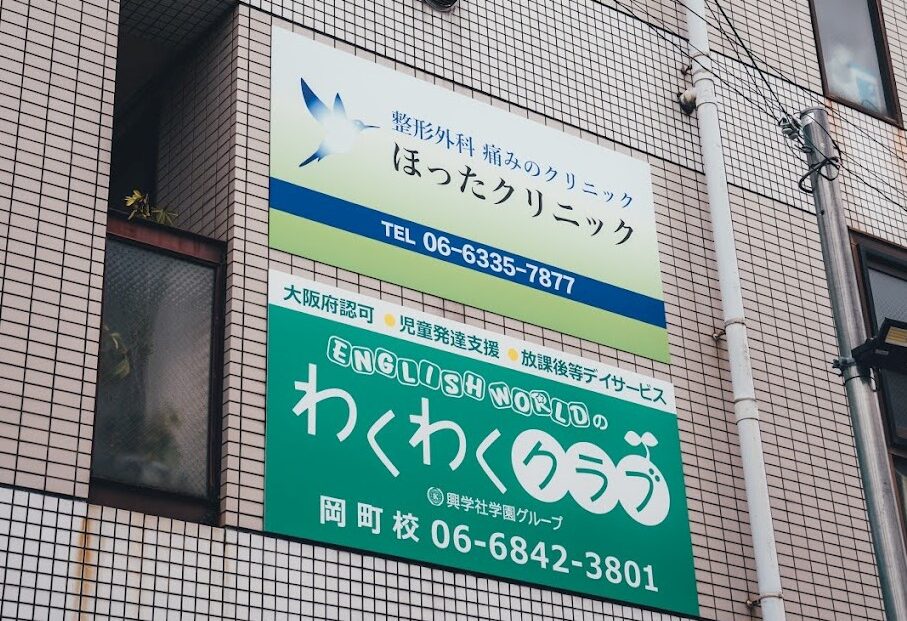 整形外科 痛みのクリニック
ほったクリニック
TEL 06-6335-7877
大阪府認可 ●児童発達支援 ●放課後等デイサービス
ENGLISH WORLDの
わくわくクラブ
興学社学園グループ
岡町校 06-6842-3801